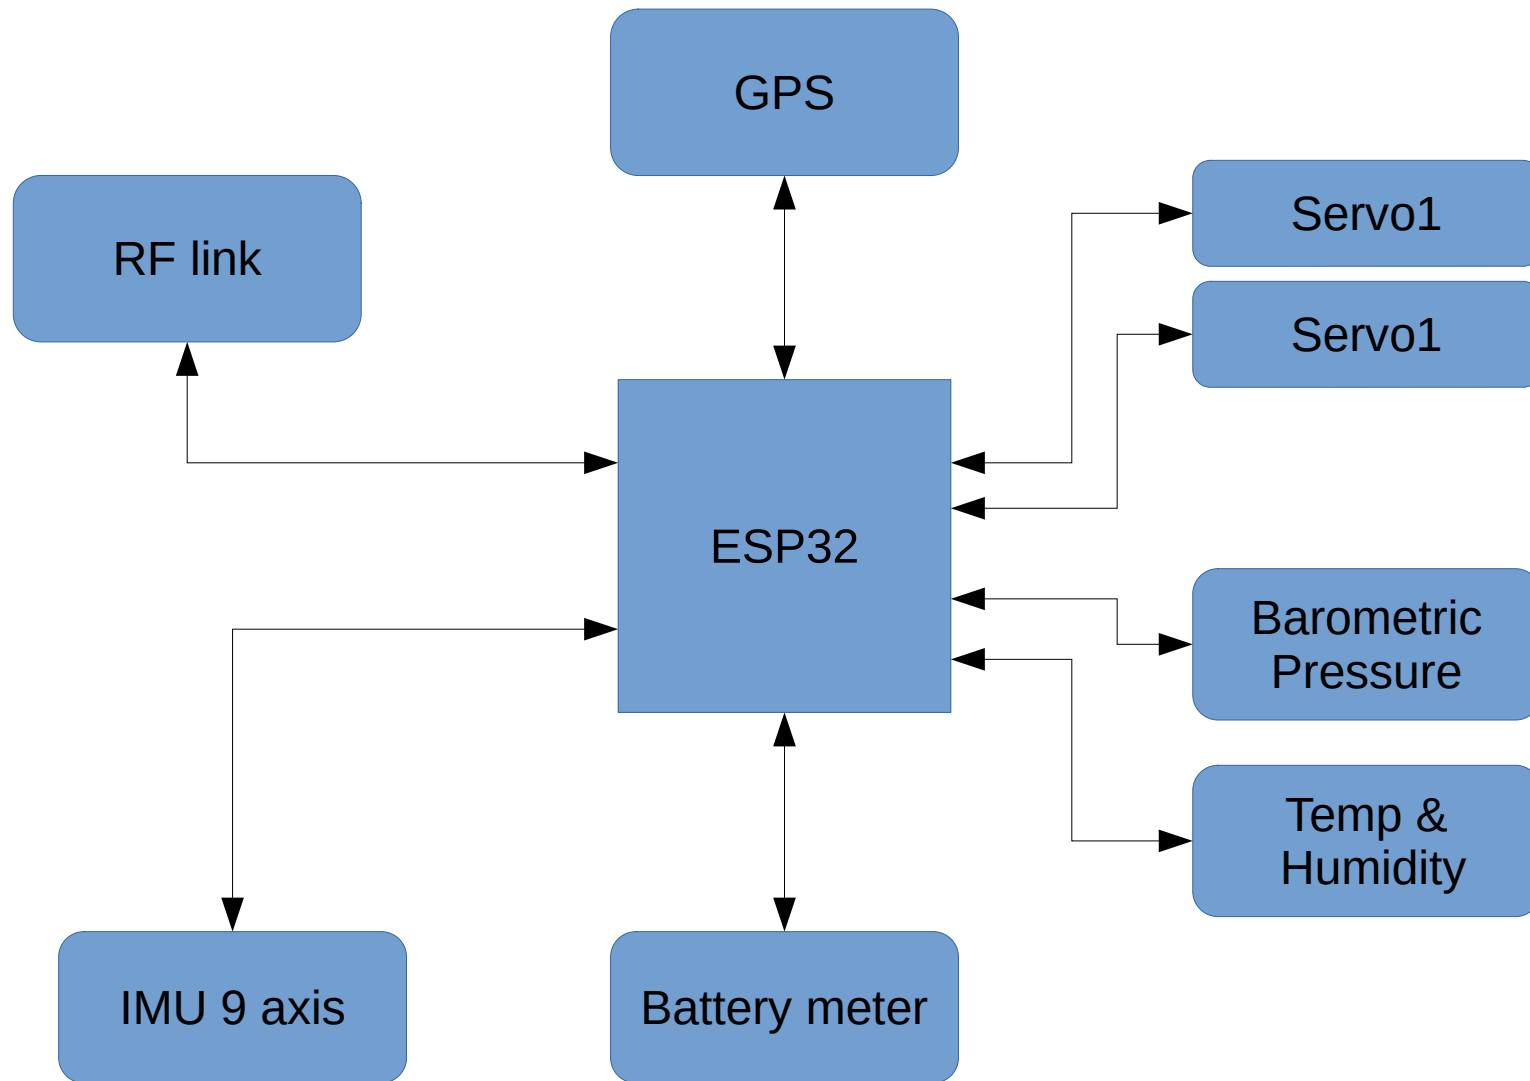 GPS
RF link
Servo1
Servo1
ESP32
Barometric
Pressure
Temp &
Humidity
IMU 9 axis
Battery meter